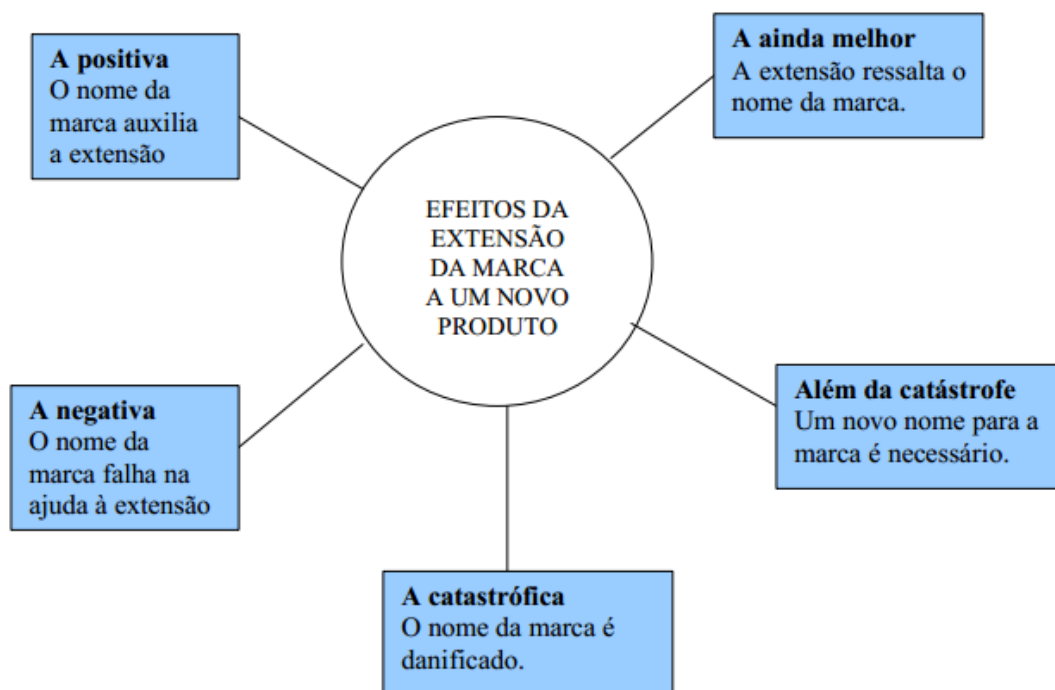 A positiva
O nome da
marca auxilia
a extensão
A ainda melhor
A extensão ressalta o
nome da marca.
EFEITOS DA
EXTENSÃO
DA MARCA
A UM NOVO
PRODUTO
A negativa
O nome da
marca falha na
ajuda à extensão
Além da catástrofe
Um novo nome para a
marca é necessário.
A catastrófica
O nome da marca é
danificado.